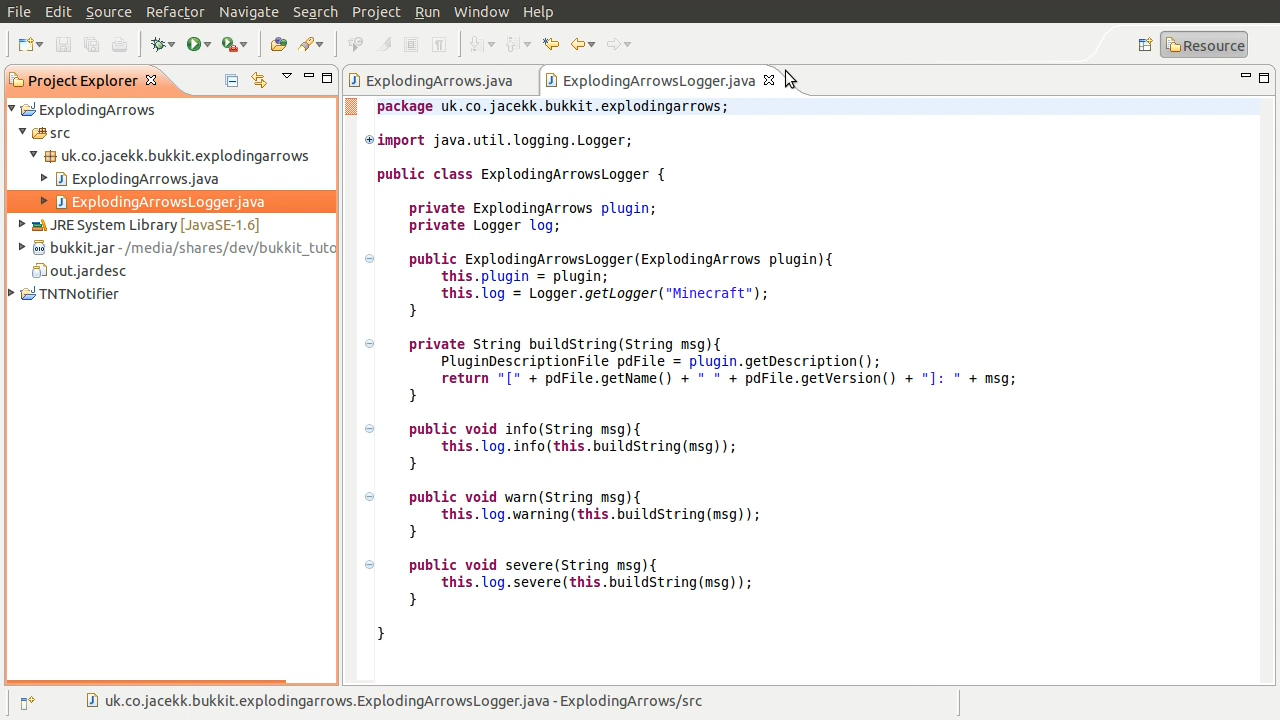 File Edit Source Refactor Navigate Search Project Run Window Help
Resource
Project Explorer
ExplodingArrows
src
uk.co.jacekk.bukkit.explodingarrows
ExplodingArrows.java
ExplodingArrowsLogger.java
JRE System Library [JavaSE-1.6]
bukkit.jar - /media/shares/dev/bukkit_tuto
out.jardesc
TNTNotifier
ExplodingArrows.java
ExplodingArrowsLogger.java
package uk.co.jacekk.bukkit.explodingarrows;
import java.util.logging.Logger;
public class ExplodingArrowsLogger {
private ExplodingArrows plugin;
private Logger log;
public ExplodingArrowsLogger(ExplodingArrows plugin){
this.plugin = plugin;
this.log = Logger.getLogger("Minecraft");
}
private String buildString(String msg){
PluginDescriptionFile pdFile = plugin.getDescription();
return "[" + pdFile.getName() + " " + pdFile.getVersion() + "]: " + msg;
}
public void info(String msg){
this.log.info(this.buildString(msg));
}
public void warn(String msg){
this.log.warning(this.buildString(msg));
}
public void severe(String msg){
this.log.severe(this.buildString(msg));
}
}
uk.co.jacekk.bukkit.explodingarrows.ExplodingArrowsLogger.java - ExplodingArrows/src